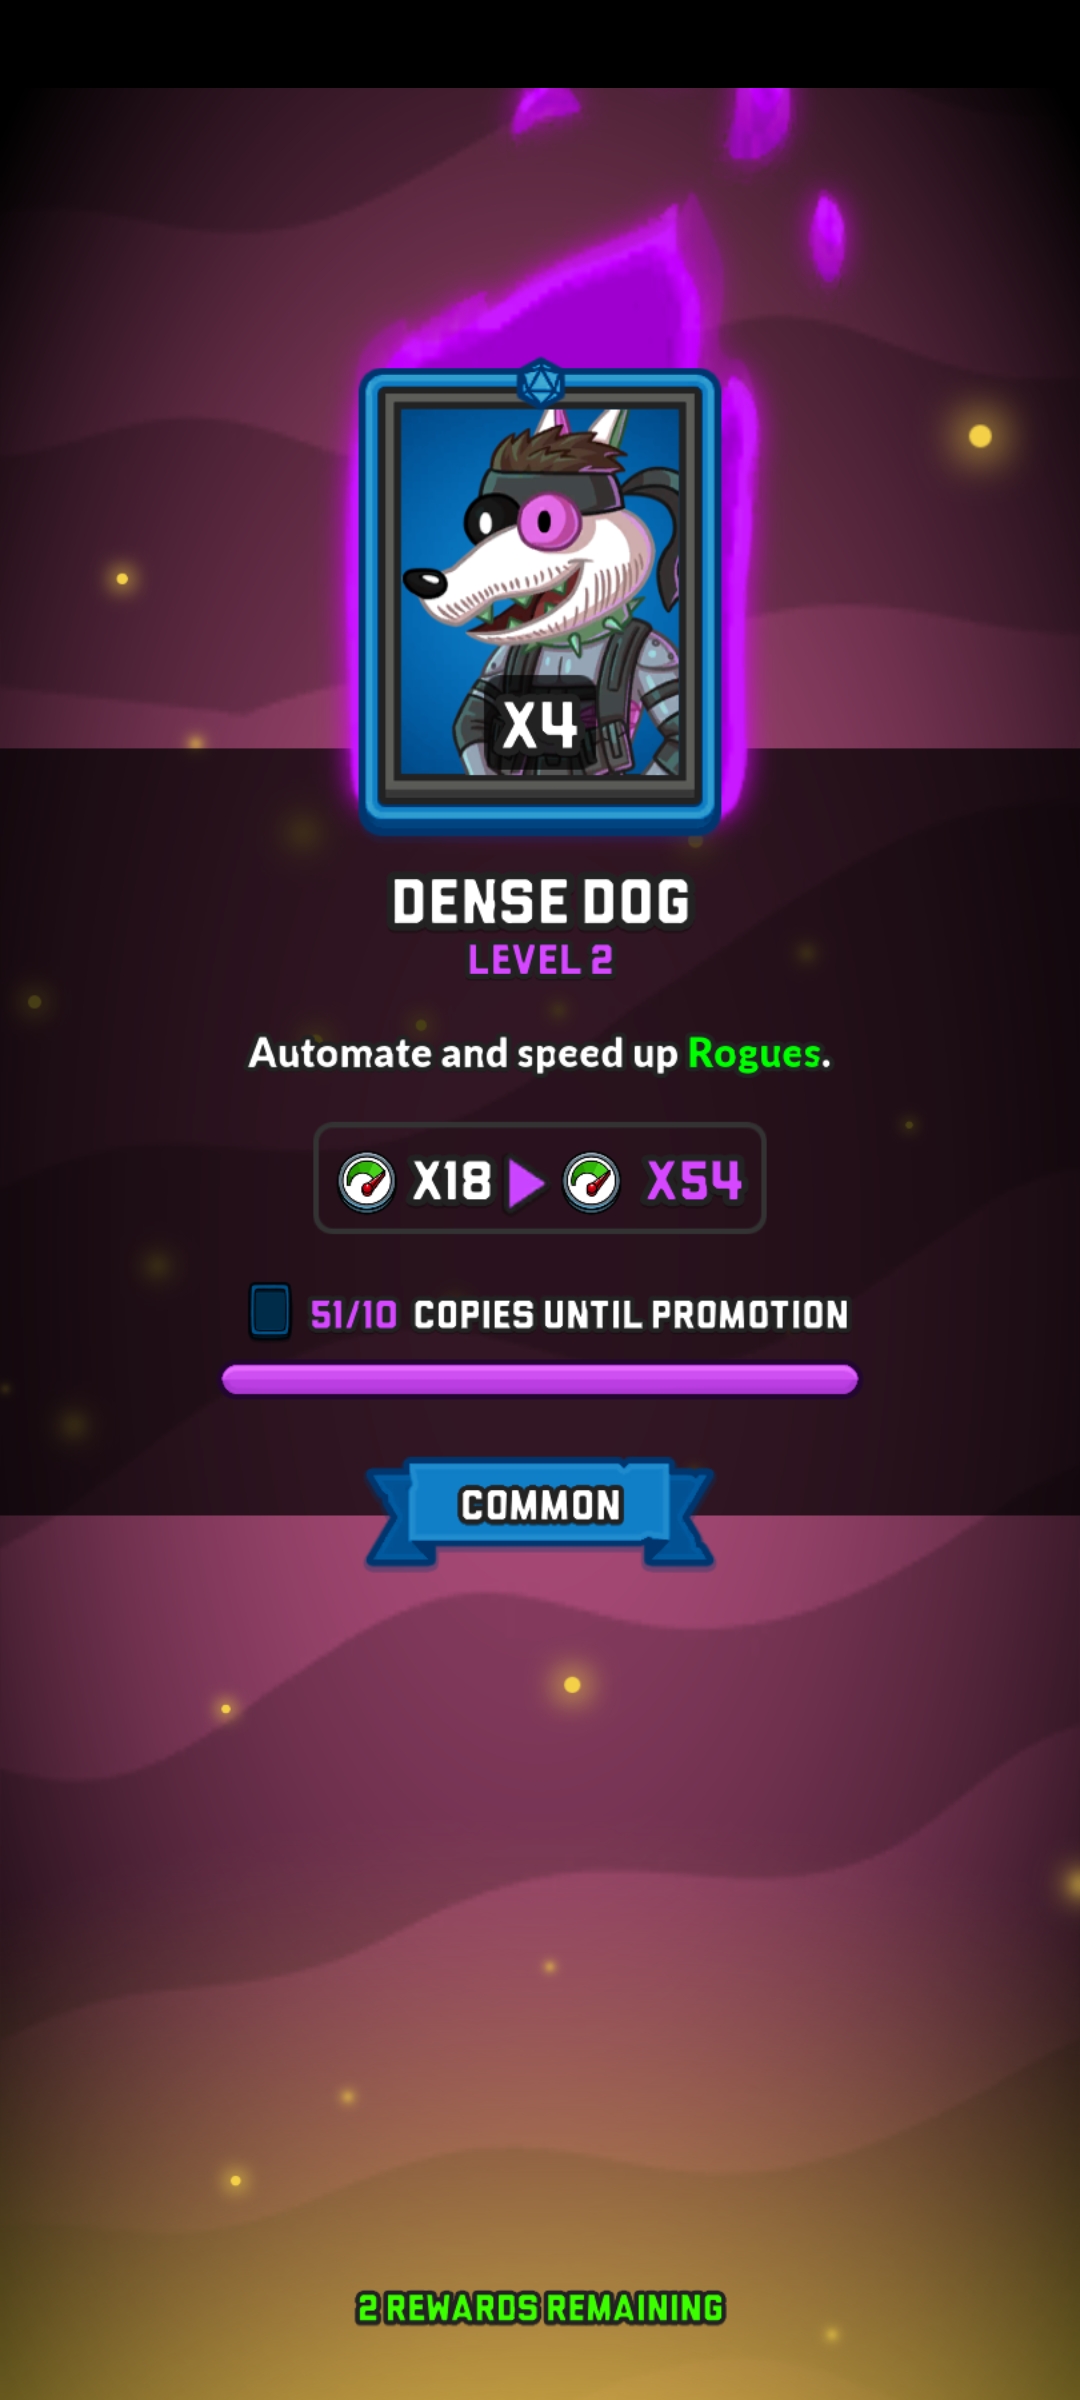 X4
DENSE DOG
LEVEL 2
Automate and speed up Rogues.
X18 X54
51/10 COPIES UNTIL PROMOTION
COMMON
2 REWARDS REMAINING